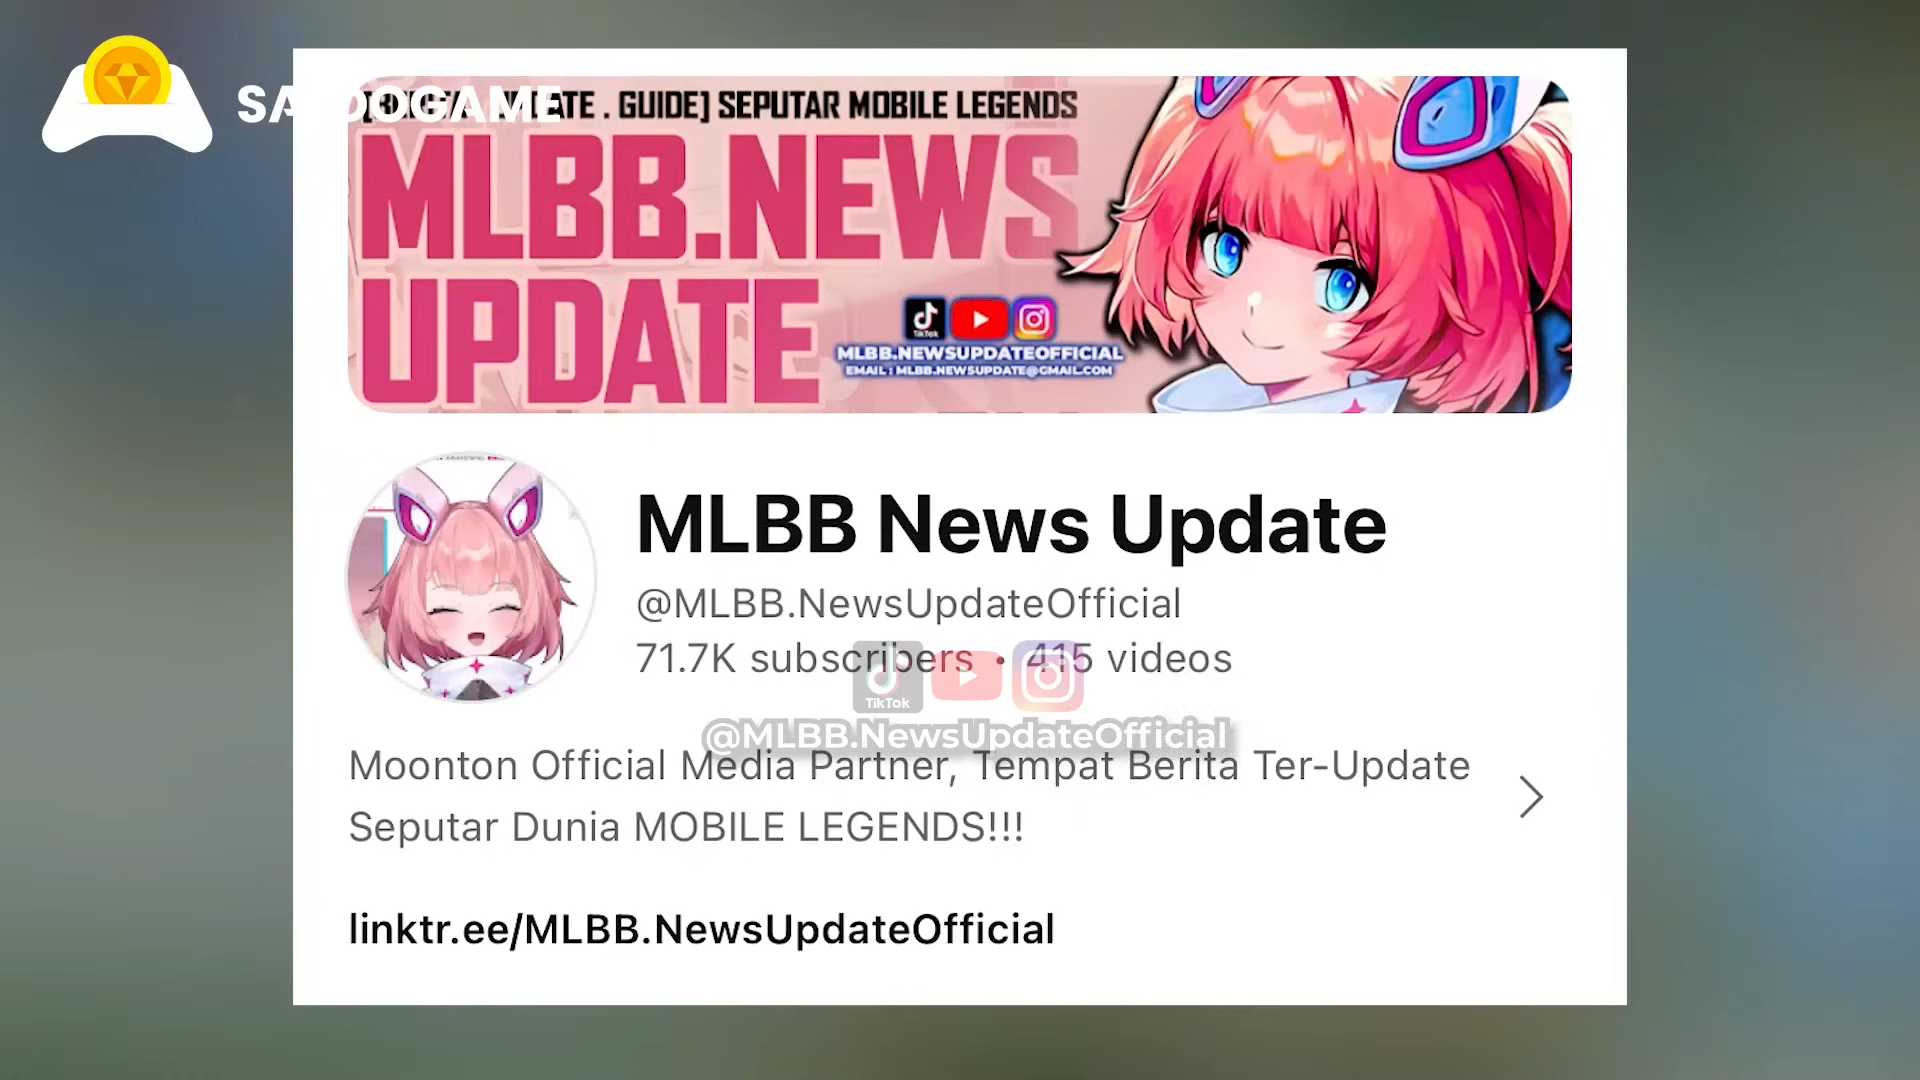 . GUIDE] SEPUTAR MOBILE LEGENDS
MLBB.NEWS
UPDATE
TikTok
MLBB.NEWSUPDATEOFFICIAL
EMAIL : MLBB.NEWSUPDATE@GMAIL.COM
MLBB News Update
@MLBB.NewsUpdateOfficial
71.7K subscribers • 415 videos
TikTok
@MLBB.NewsUpdateOfficial
Moonton Official Media Partner, Tempat Berita Ter-Update
Seputar Dunia MOBILE LEGENDS!!!
linktr.ee/MLBB.NewsUpdateOfficial